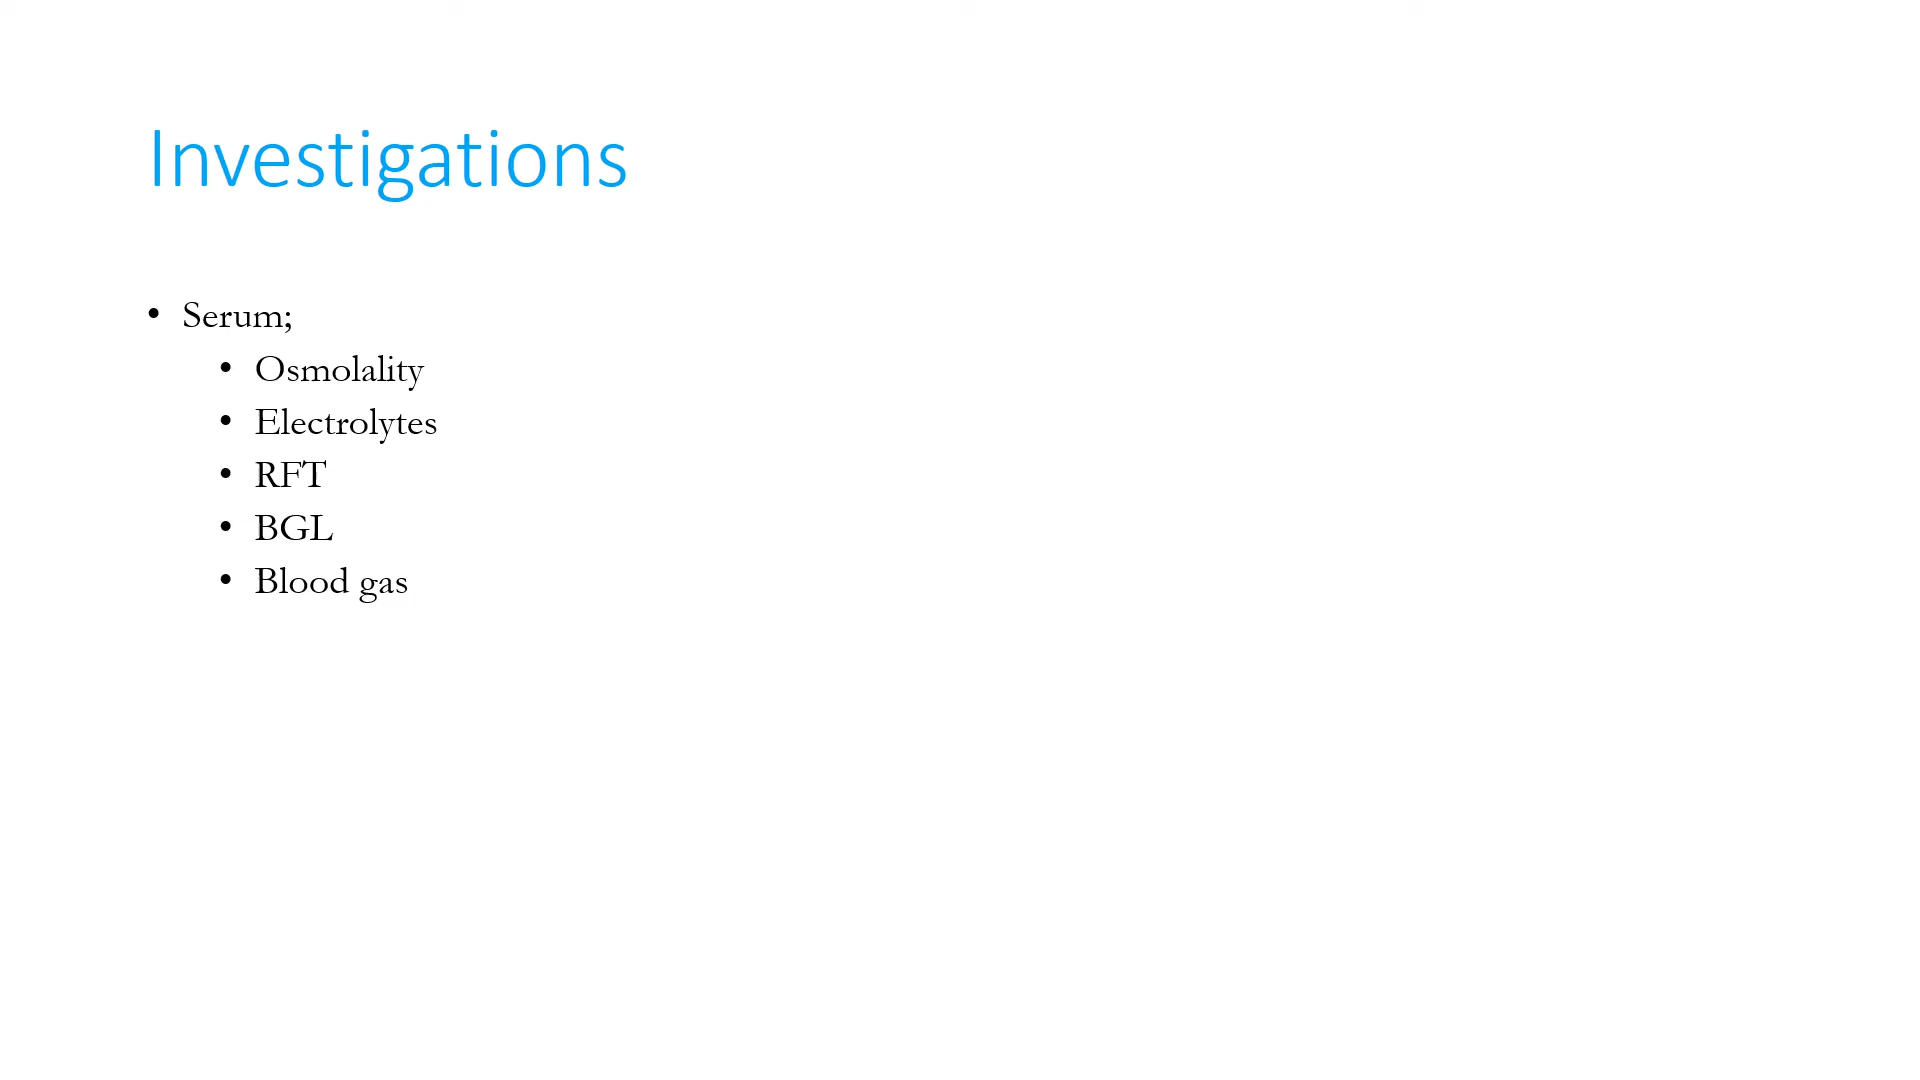 Investigations
• Serum;
• Osmolality
• Electrolytes
• RFT
• BGL
• Blood gas